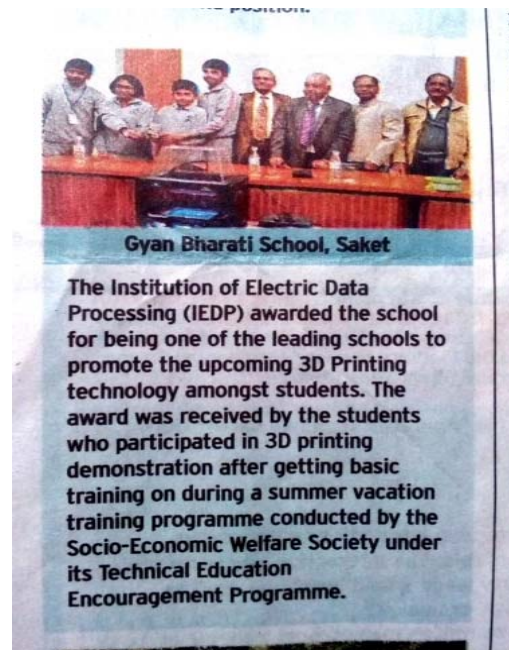 position.
Gyan Bharati School, Saket
The Institution of Electric Data
Processing (IEDP) awarded the school
for being one of the leading schools to
promote the upcoming 3D Printing
technology amongst students. The
award was received by the students
who participated in 3D printing
demonstration after getting basic
training on during a summer vacation
training programme conducted by the
Socio-Economic Welfare Society under
its Technical Education
Encouragement Programme.